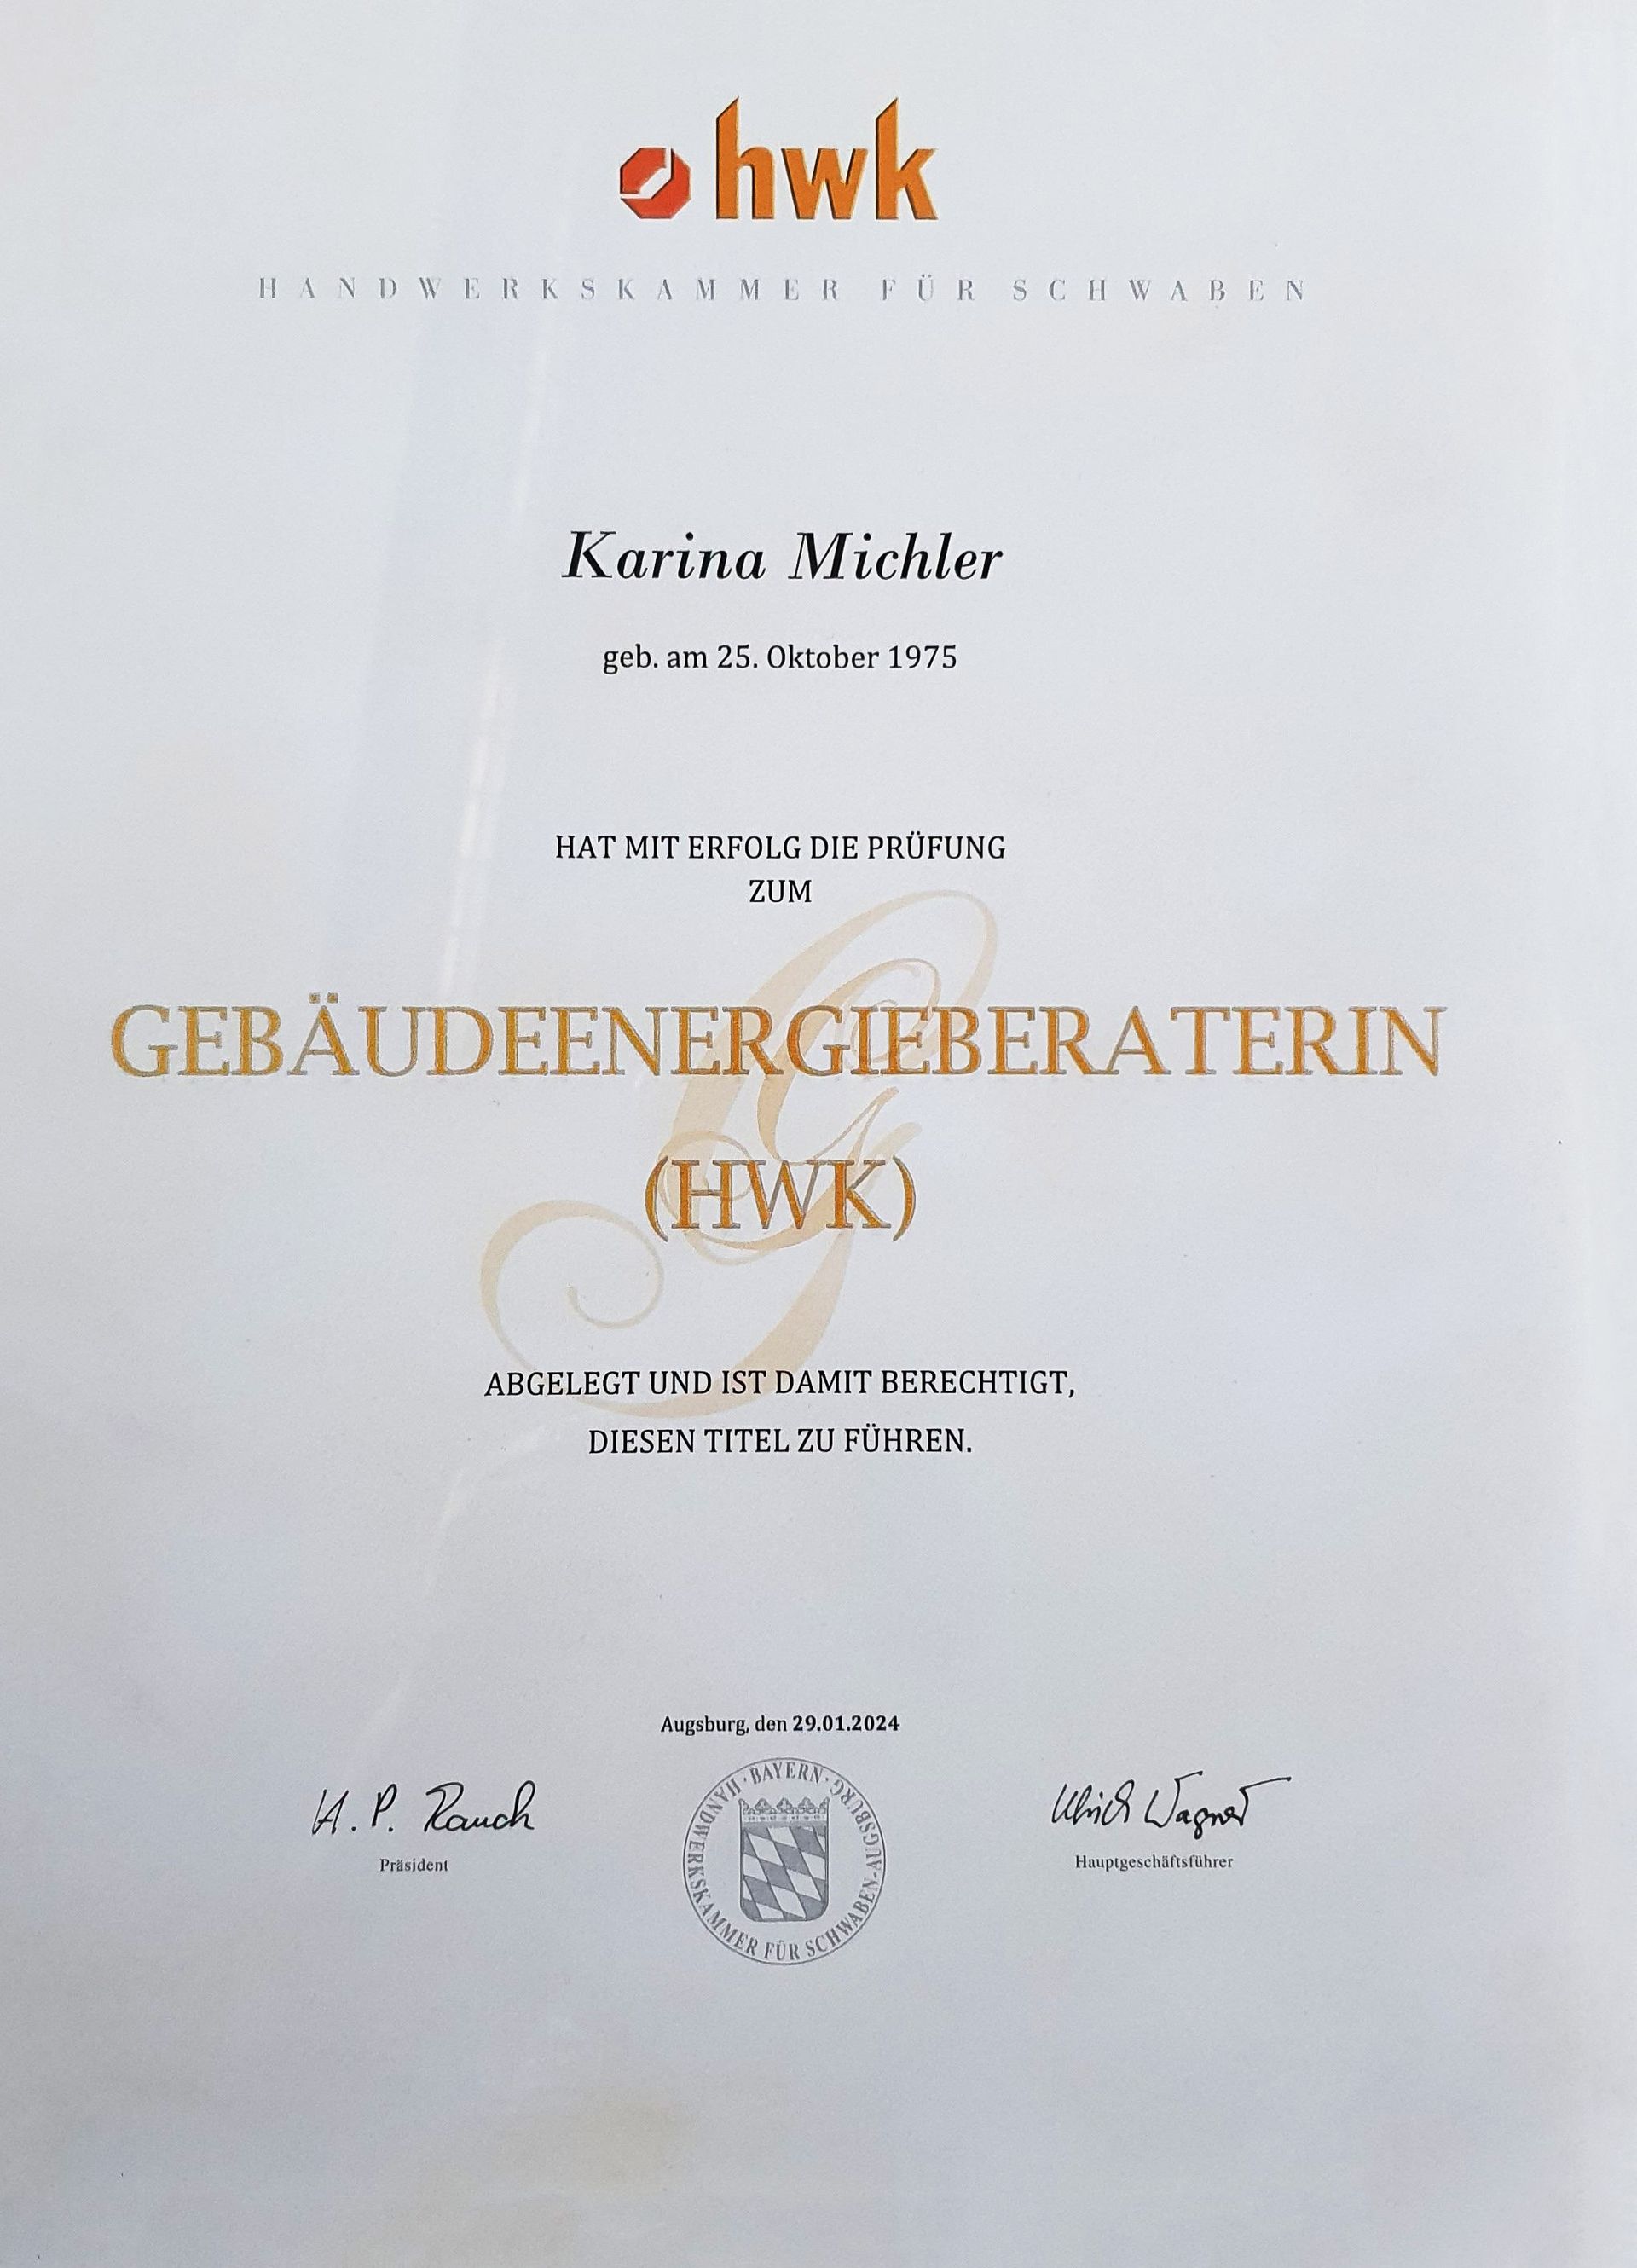 hwk
HANDWERKSKAMMER FÜR SCHWABEN
Karina Michler
geb. am 25. Oktober 1975
HAT MIT ERFOLG DIE PRÜFUNG
ZUM
G
GEBÄUDEENERGIEBERATERIN
(HWK)
ABGELEGT UND IST DAMIT BERECHTIGT,
DIESEN TITEL ZU FÜHREN.
Augsburg, den 29.01.2024
H. P. Rauch
Präsident
· BAYERN ·
HANDWERKSKAMMER FÜR SCHWABEN-AUGSBURG
Ulrich Wagner
Hauptgeschäftsführer